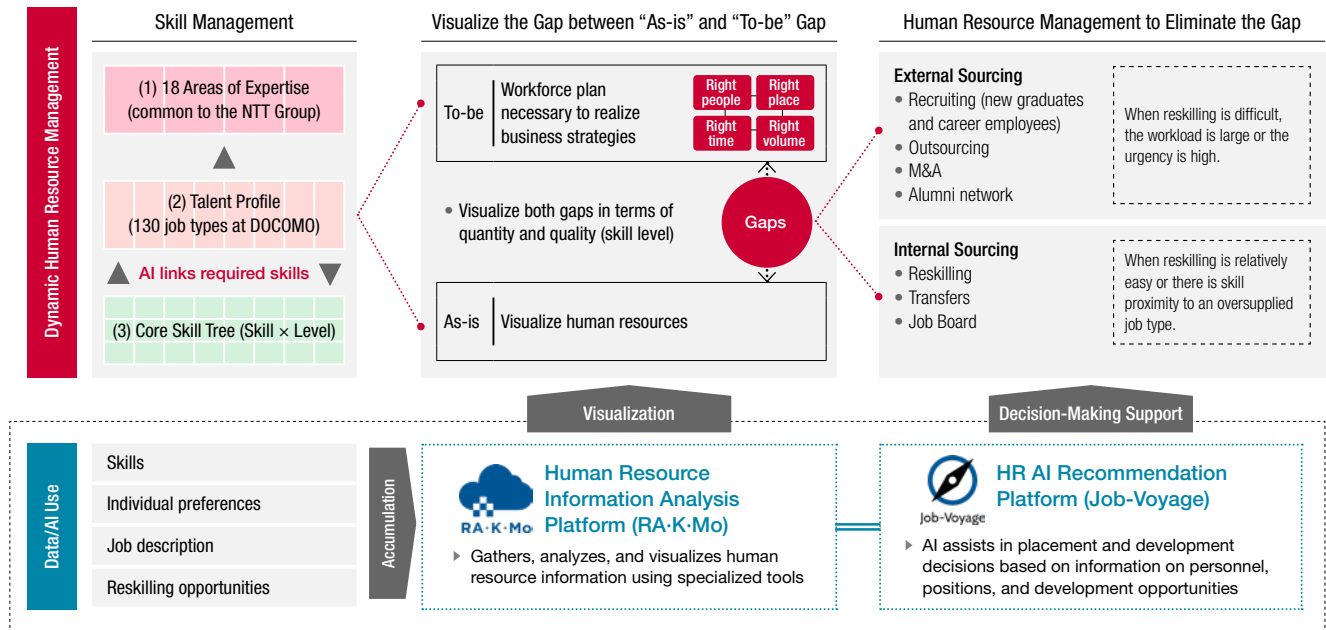 Dynamic Human Resource Management
Skill Management
(1) 18 Areas of Expertise
(common to the NTT Group)
(2) Talent Profile
(130 job types at DOCOMO)
AI links required skills
(3) Core Skill Tree (Skill × Level)
Visualize the Gap between “As-is” and “To-be” Gap
To-be
Workforce plan
necessary to realize
business strategies
Right
people
Right
place
Right
time
Right
volume
• Visualize both gaps in terms of
quantity and quality (skill level)
Gaps
As-is
Visualize human resources
Human Resource Management to Eliminate the Gap
External Sourcing
• Recruiting (new graduates
and career employees)
• Outsourcing
• M&A
• Alumni network
When reskilling is difficult,
the workload is large or the
urgency is high.
Internal Sourcing
• Reskilling
• Transfers
• Job Board
When reskilling is relatively
easy or there is skill
proximity to an oversupplied
job type.
Visualization
Decision-Making Support
Data/AI Use
Skills
Individual preferences
Job description
Reskilling opportunities
Accumulation
RA·K·Mo
Human Resource
Information Analysis
Platform (RA·K·Mo)
Gathers, analyzes, and visualizes human
resource information using specialized tools
Job-Voyage
HR AI Recommendation
Platform (Job-Voyage)
AI assists in placement and development
decisions based on information on personnel,
positions, and development opportunities